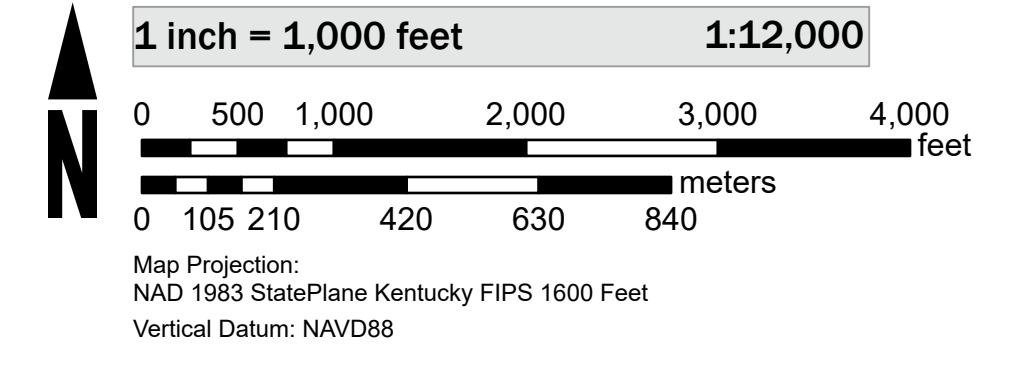 1 inch = 1,000 feet 1:12,000
0 500 1,000 2,000 3,000 4,000
feet
meters
0 105 210 420 630 840
N
Map Projection:
NAD 1983 StatePlane Kentucky FIPS 1600 Feet
Vertical Datum: NAVD88